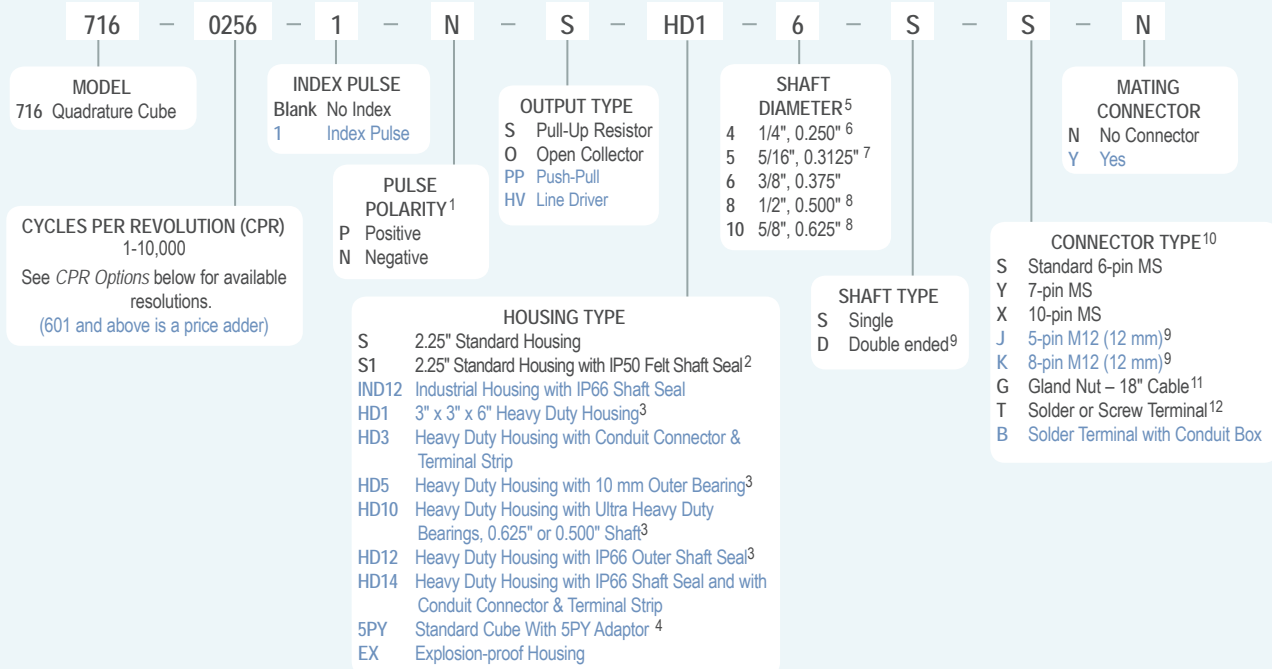 716 – 0256 – 1 – N – S – HD1 – 6 – S – S – N
MODEL
716 Quadrature Cube
CYCLES PER REVOLUTION (CPR)
1-10,000
See CPR Options below for available
resolutions.
(601 and above is a price adder)
INDEX PULSE
Blank No Index
1 Index Pulse
PULSE
POLARITY1
P Positive
N Negative
OUTPUT TYPE
S Pull-Up Resistor
O Open Collector
PP Push-Pull
HV Line Driver
HOUSING TYPE
S 2.25" Standard Housing
S1 2.25" Standard Housing with IP50 Felt Shaft Seal2
IND12 Industrial Housing with IP66 Shaft Seal
HD1 3" x 3" x 6" Heavy Duty Housing3
HD3 Heavy Duty Housing with Conduit Connector &
Terminal Strip
HD5 Heavy Duty Housing with 10 mm Outer Bearing3
HD10 Heavy Duty Housing with Ultra Heavy Duty
Bearings, 0.625" or 0.500" Shaft3
HD12 Heavy Duty Housing with IP66 Outer Shaft Seal3
HD14 Heavy Duty Housing with IP66 Shaft Seal and with
Conduit Connector & Terminal Strip
5PY Standard Cube With 5PY Adaptor 4
EX Explosion-proof Housing
SHAFT
DIAMETER5
4 1/4", 0.250" 6
5 5/16", 0.3125" 7
6 3/8", 0.375"
8 1/2", 0.500" 8
10 5/8", 0.625" 8
SHAFT TYPE
S Single
D Double ended9
CONNECTOR TYPE10
S Standard 6-pin MS
Y 7-pin MS
X 10-pin MS
J 5-pin M12 (12 mm)9
K 8-pin M12 (12 mm)9
G Gland Nut – 18" Cable11
T Solder or Screw Terminal12
B Solder Terminal with Conduit Box
MATING
CONNECTOR
N No Connector
Y Yes